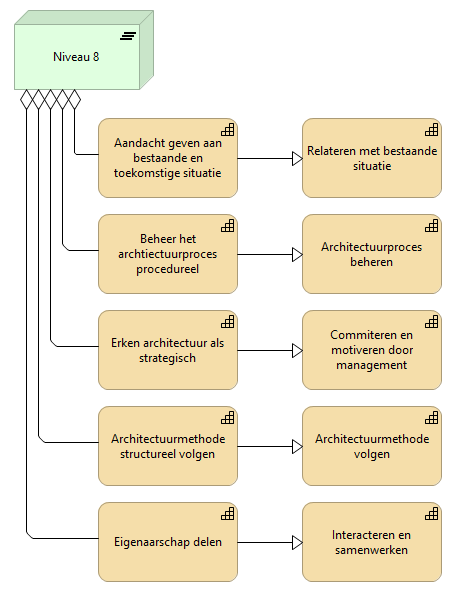 Niveau 8
Aandacht geven aan
bestaande en
toekomstige situatie
Relateren met bestaande
situatie
Beheer het
archtiectuurproces
procedureel
Architectuurproces
beheren
Erken architectuur als
strategisch
Commiteren en
motiveren door
management
Architectuurmethode
structureel volgen
Architectuurmethode
volgen
Eigenaarschap delen
Interacteren en
samenwerken